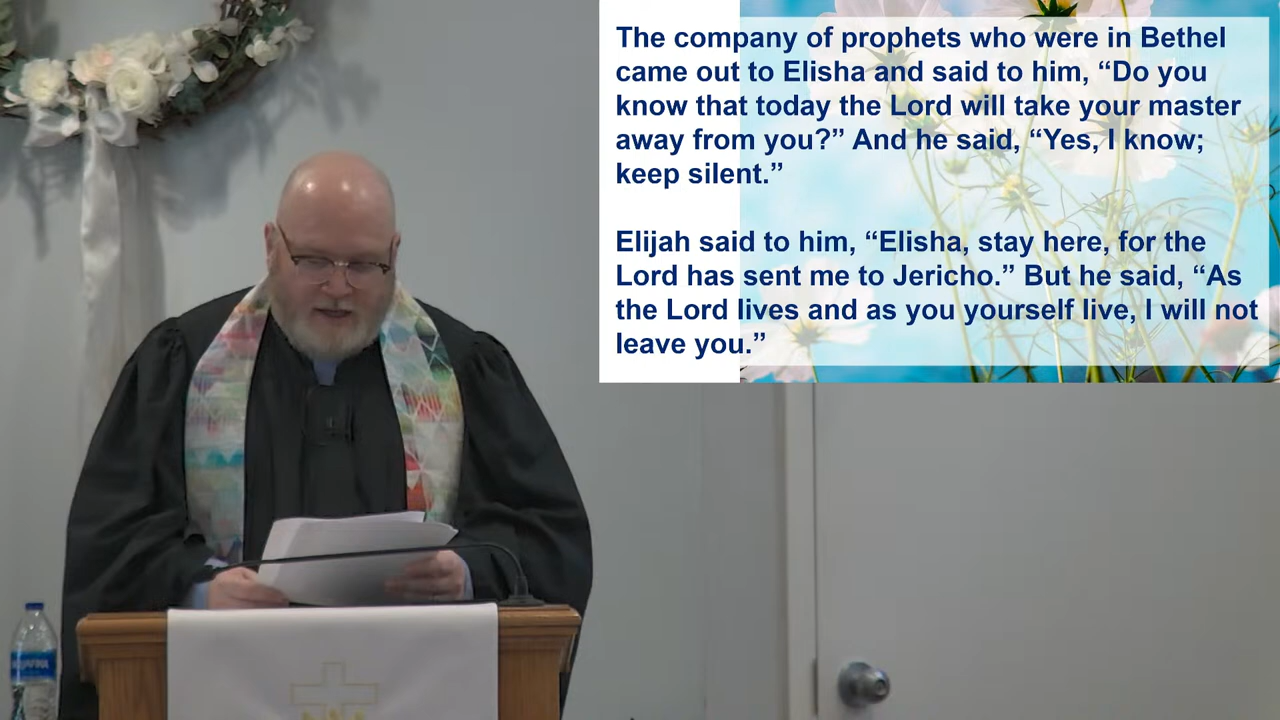 The company of prophets who were in Bethel
came out to Elisha and said to him, “Do you
know that today the Lord will take your master
away from you?” And he said, “Yes, I know;
keep silent.”
Elijah said to him, “Elisha, stay here, for the
Lord has sent me to Jericho.” But he said, “As
the Lord lives and as you yourself live, I will not
leave you.”